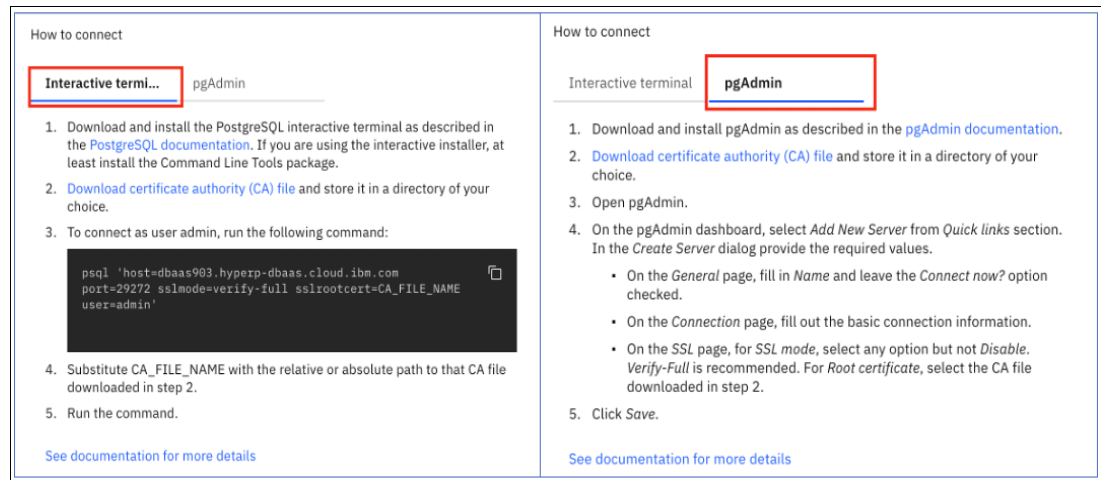 How to connect
Interactive termi...
pgAdmin
1. Download and install the PostgreSQL interactive terminal as described in
the PostgreSQL documentation. If you are using the interactive installer, at
least install the Command Line Tools package.
2. Download certificate authority (CA) file and store it in a directory of your
choice.
3. To connect as user admin, run the following command:
psql 'host=dbaas903.hyperp-dbaas.cloud.ibm.com
port=29272 sslmode=verify-full sslrootcert=CA_FILE_NAME
user=admin'
4. Substitute CA_FILE_NAME with the relative or absolute path to that CA file
downloaded in step 2.
5. Run the command.
See documentation for more details
How to connect
Interactive terminal
pgAdmin
1. Download and install pgAdmin as described in the pgAdmin documentation.
2. Download certificate authority (CA) file and store it in a directory of your
choice.
3. Open pgAdmin.
4. On the pgAdmin dashboard, select Add New Server from Quick links section.
In the Create Server dialog provide the required values.
• On the General page, fill in Name and leave the Connect now? option
checked.
• On the Connection page, fill out the basic connection information.
• On the SSL page, for SSL mode, select any option but not Disable.
Verify-Full is recommended. For Root certificate, select the CA file
downloaded in step 2.
5. Click Save.
See documentation for more details